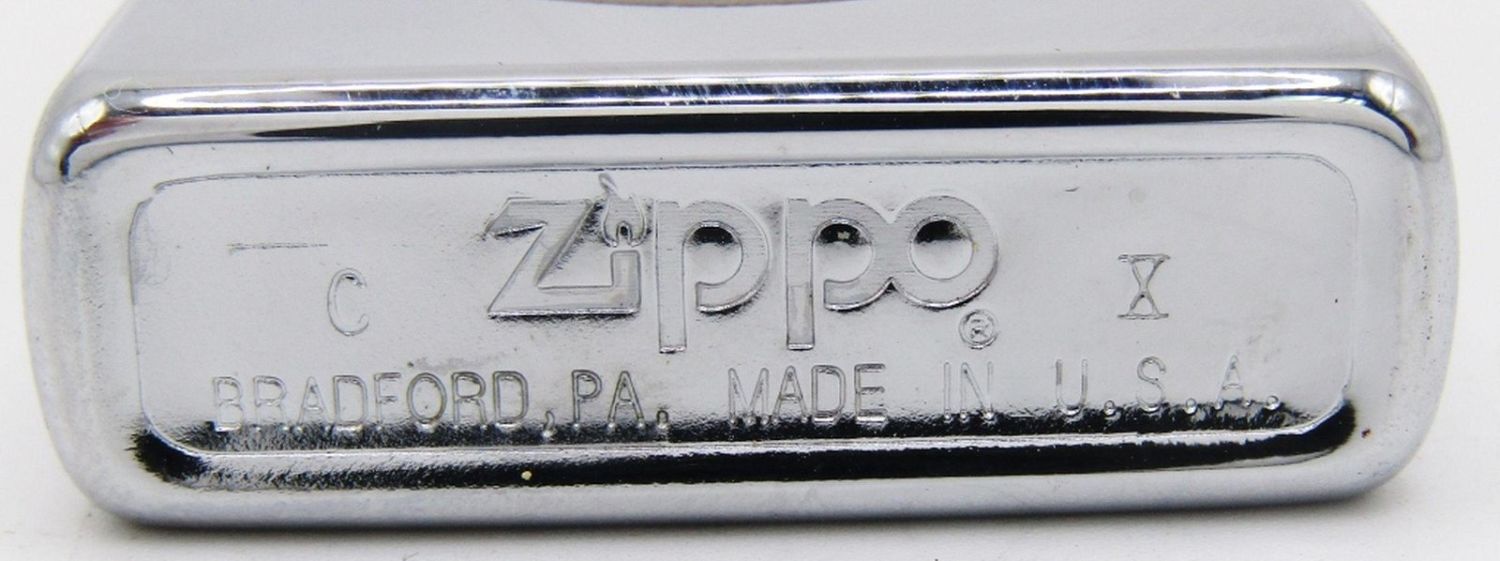 C Zippo ® X
BRADFORD, PA. MADE IN U.S.A.